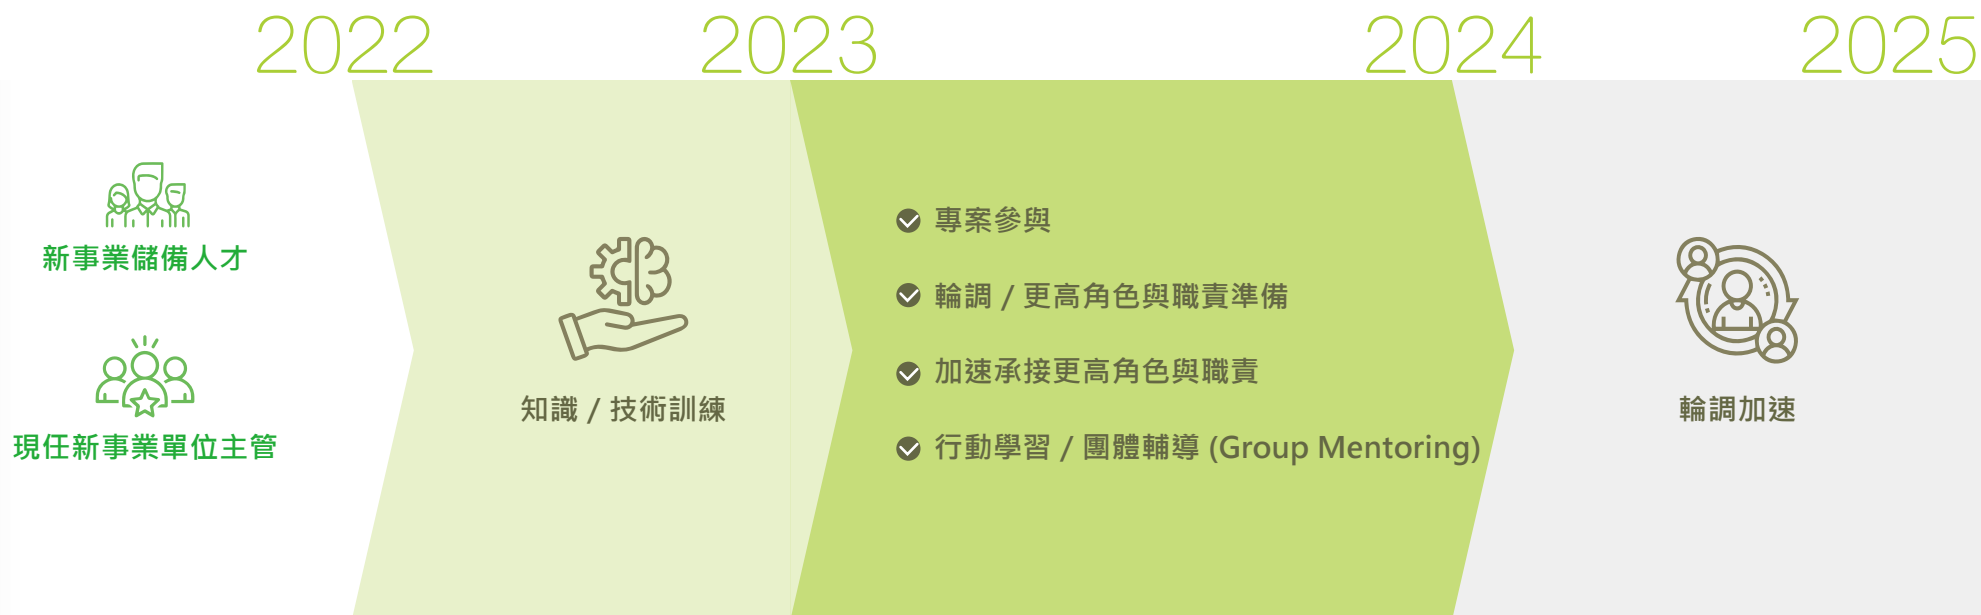 2022
2023
2024
2025
新事業儲備人才
現任新事業單位主管
知識 / 技術訓練
專案參與
輪調 / 更高角色與職責準備
加速承接更高角色與職責
行動學習 / 團體輔導 (Group Mentoring)
輪調加速